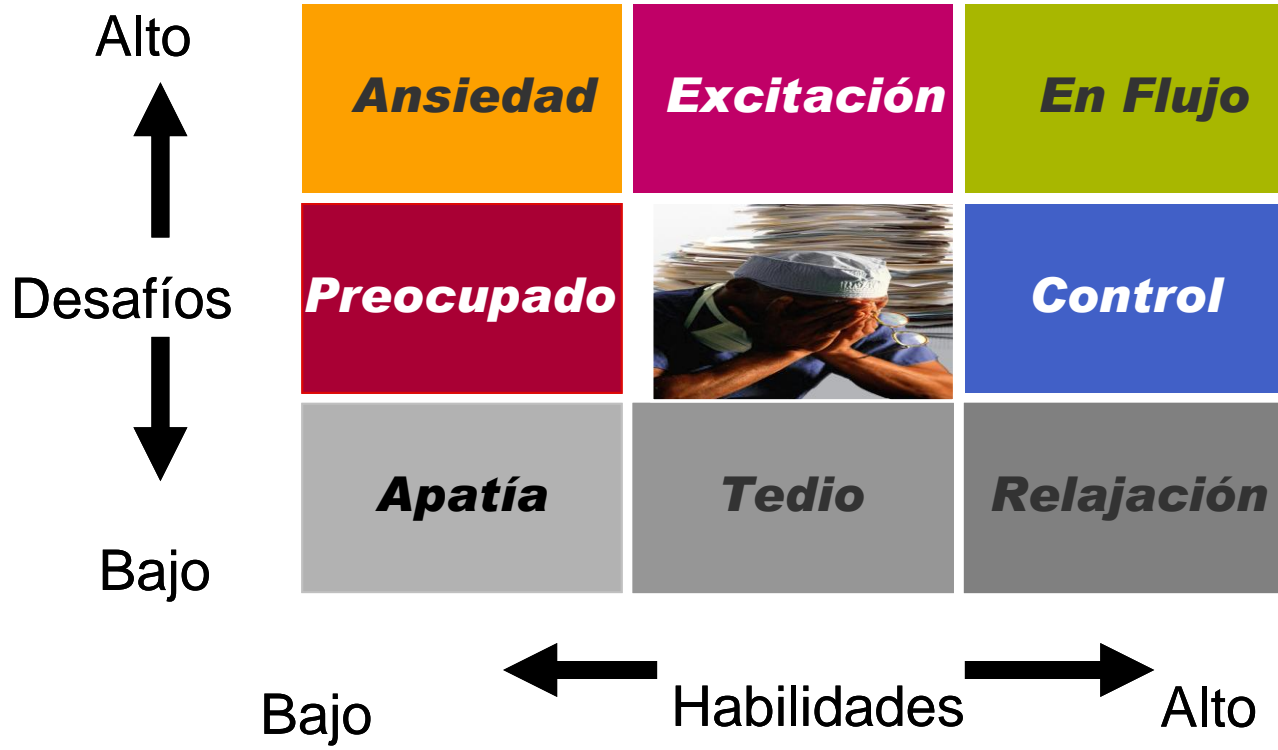 Alto
Ansiedad
Excitación
En Flujo
Desafíos
Preocupado
Control
Apatía
Tedio
Relajación
Bajo
Bajo
Habilidades
Alto